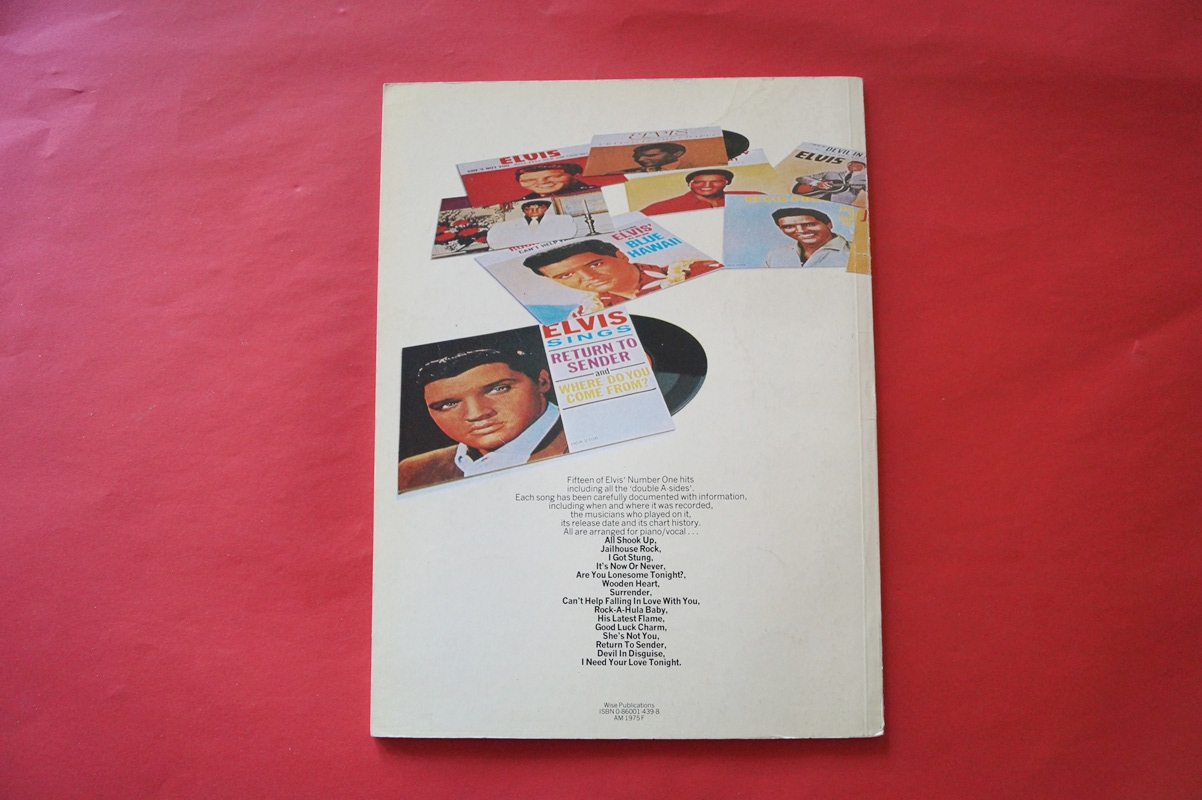 ELVIS
ELVIS
DEVIL IN
ELVIS
CAN'T HELP
ELVIS'
BLUE
HAWAII
ELVIS
SINGS
RETURN TO
SENDER
and
WHERE DO YOU
COME FROM?
Fifteen of Elvis' Number One hits
including all the 'double A-sides'.
Each song has been carefully documented with information,
including when and where it was recorded,
the musicians who played on it,
its release date and its chart history.
All are arranged for piano/vocal . . .
All Shook Up,
Jailhouse Rock,
I Got Stung,
It's Now Or Never,
Are You Lonesome Tonight?,
Wooden Heart,
Surrender,
Can't Help Falling In Love With You,
Rock-A-Hula Baby,
His Latest Flame,
Good Luck Charm,
She's Not You,
Return To Sender,
Devil In Disguise,
I Need Your Love Tonight.
Wise Publications
ISBN 0-86001-439-8
AM 1975 F